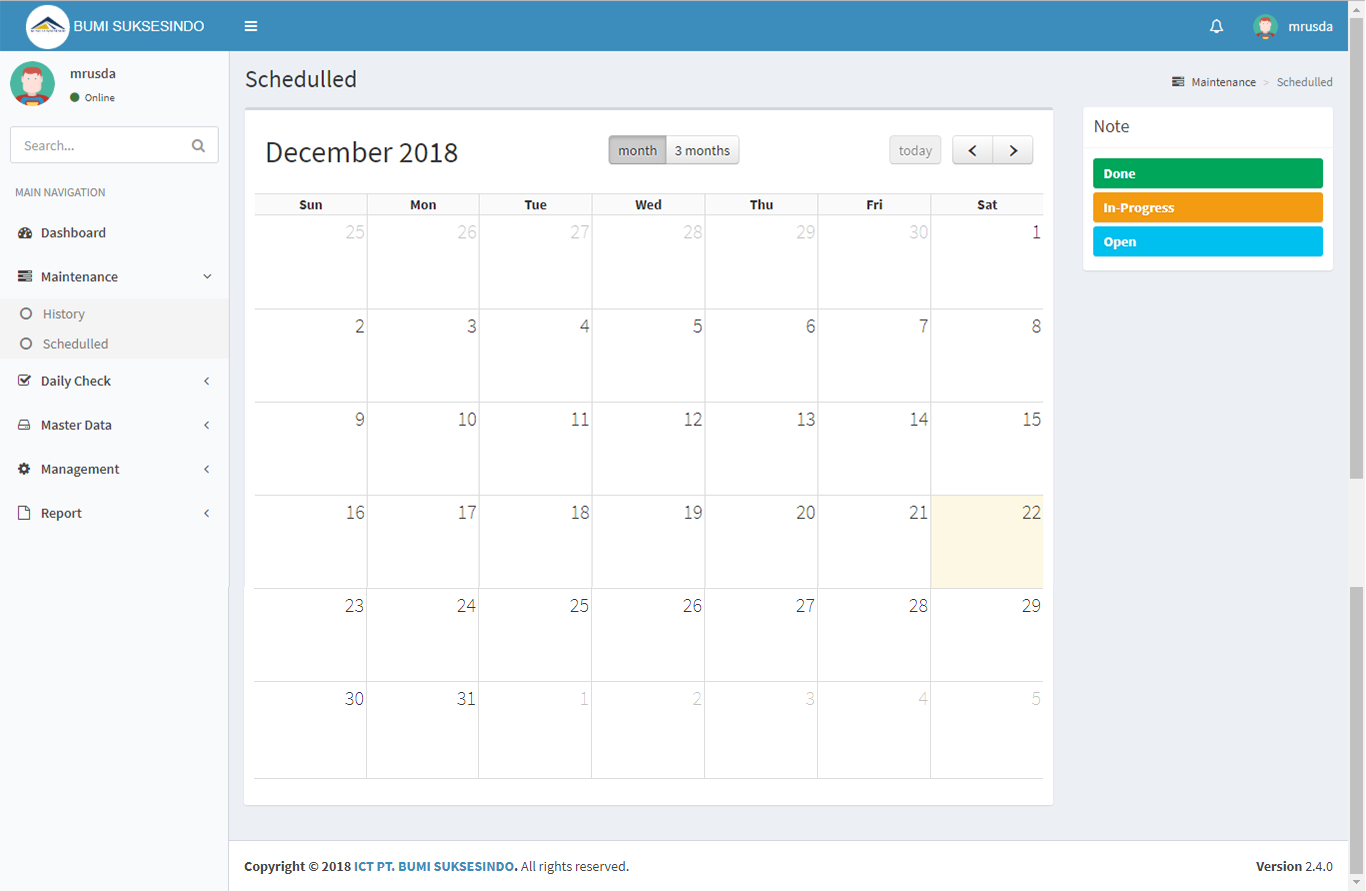 BUMI SUKSESINDO
mrusda
mrusda
Online
Search...
MAIN NAVIGATION
Dashboard
Maintenance
History
Schedulled
Daily Check
Master Data
Management
Report
Schedulled
Maintenance > Schedulled
December 2018
month 3 months
today
Sun Mon Tue Wed Thu Fri Sat
25 26 27 28 29 30 1
2 3 4 5 6 7 8
9 10 11 12 13 14 15
16 17 18 19 20 21 22
23 24 25 26 27 28 29
30 31 1 2 3 4 5
Note
Done
In-Progress
Open
Copyright © 2018 ICT PT. BUMI SUKSESINDO. All rights reserved.
Version 2.4.0